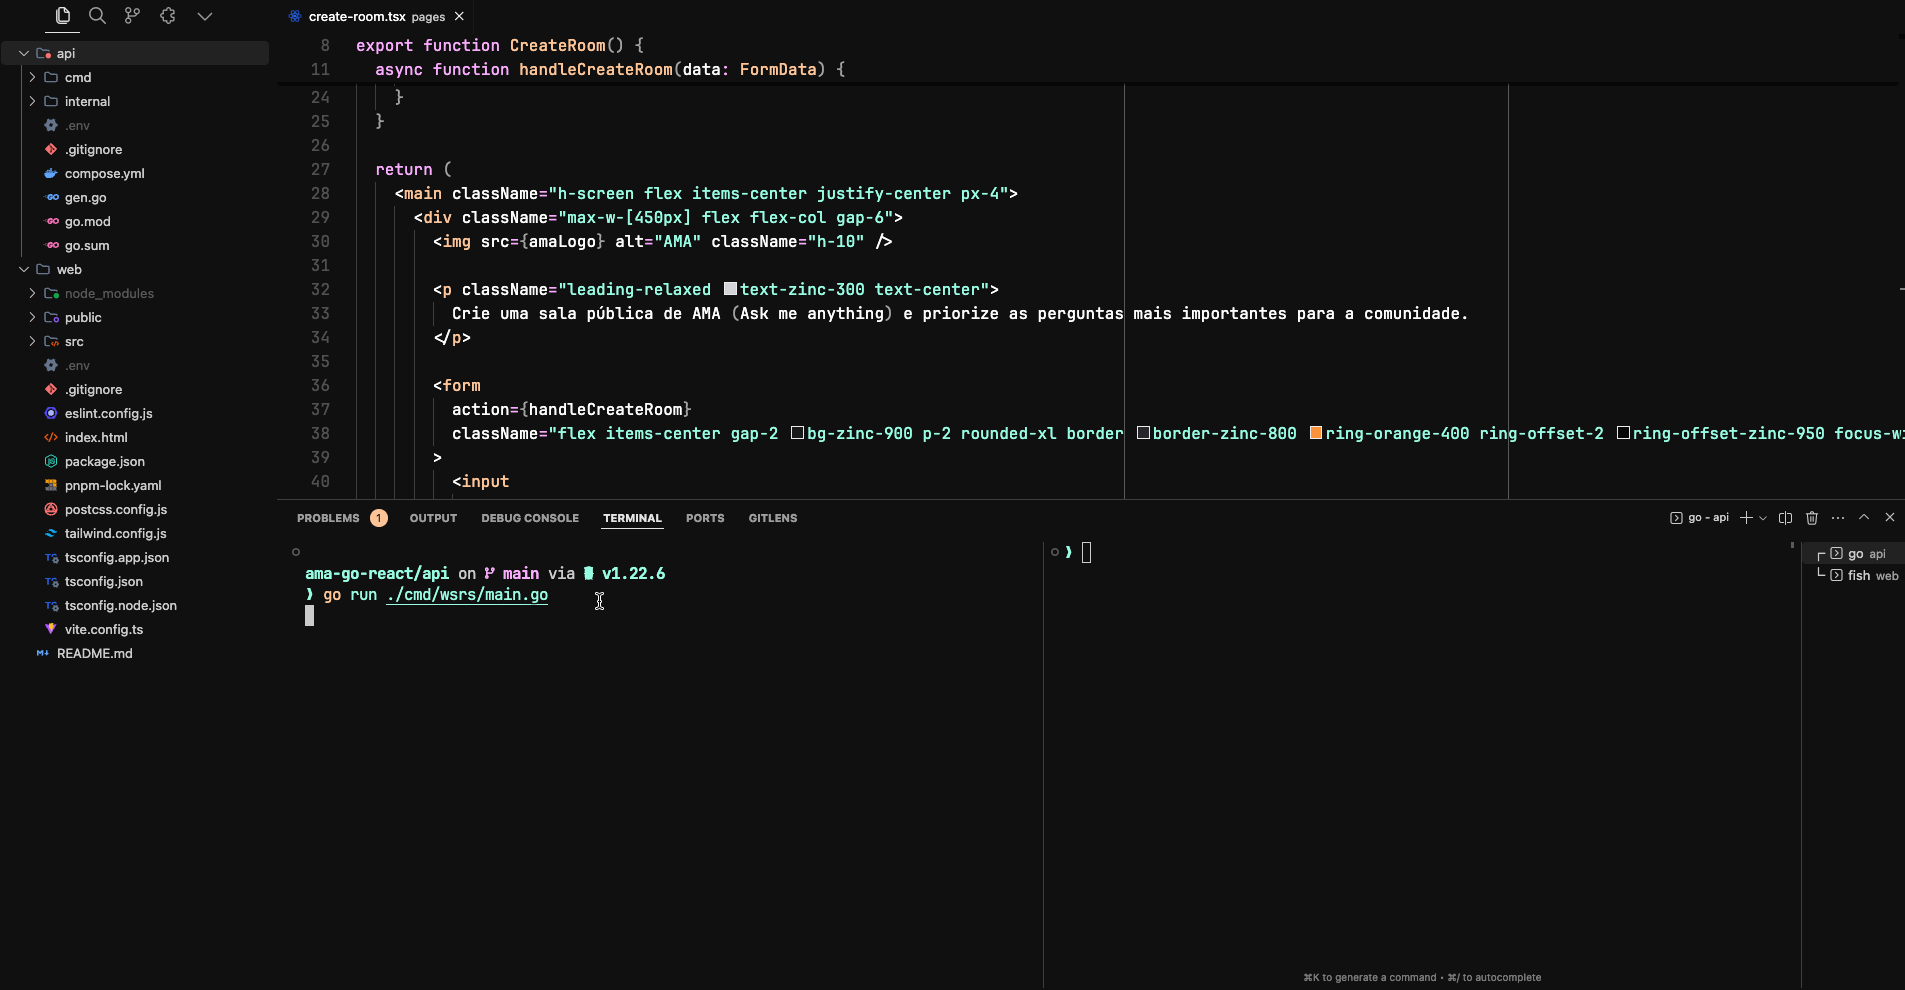 create-room.tsx pages
api
cmd
internal
.env
.gitignore
compose.yml
gen.go
go.mod
go.sum
web
node_modules
public
src
.env
.gitignore
eslint.config.js
index.html
package.json
pnpm-lock.yaml
postcss.config.js
tailwind.config.js
tsconfig.app.json
tsconfig.json
tsconfig.node.json
vite.config.ts
README.md
8 export function CreateRoom() {
11 async function handleCreateRoom(data: FormData) {
24 }
25 }
26
27 return (
28 <main className="h-screen flex items-center justify-center px-4">
29 <div className="max-w-[450px] flex flex-col gap-6">
30 <img src={amaLogo} alt="AMA" className="h-10" />
31
32 <p className="leading-relaxed text-zinc-300 text-center">
33 Crie uma sala pública de AMA (Ask me anything) e priorize as perguntas mais importantes para a comunidade.
34 </p>
35
36 <form
37 action={handleCreateRoom}
38 className="flex items-center gap-2 bg-zinc-900 p-2 rounded-xl border border-zinc-800 ring-orange-400 ring-offset-2 ring-offset-zinc-950 focus-wi
39 >
40 <input
PROBLEMS 1 OUTPUT DEBUG CONSOLE TERMINAL PORTS GITLENS
go - api
ama-go-react/api on main via v1.22.6
❯ go run ./cmd/wsrs/main.go
❯
go api
fish web
⌘K to generate a command • ⌘/ to autocomplete